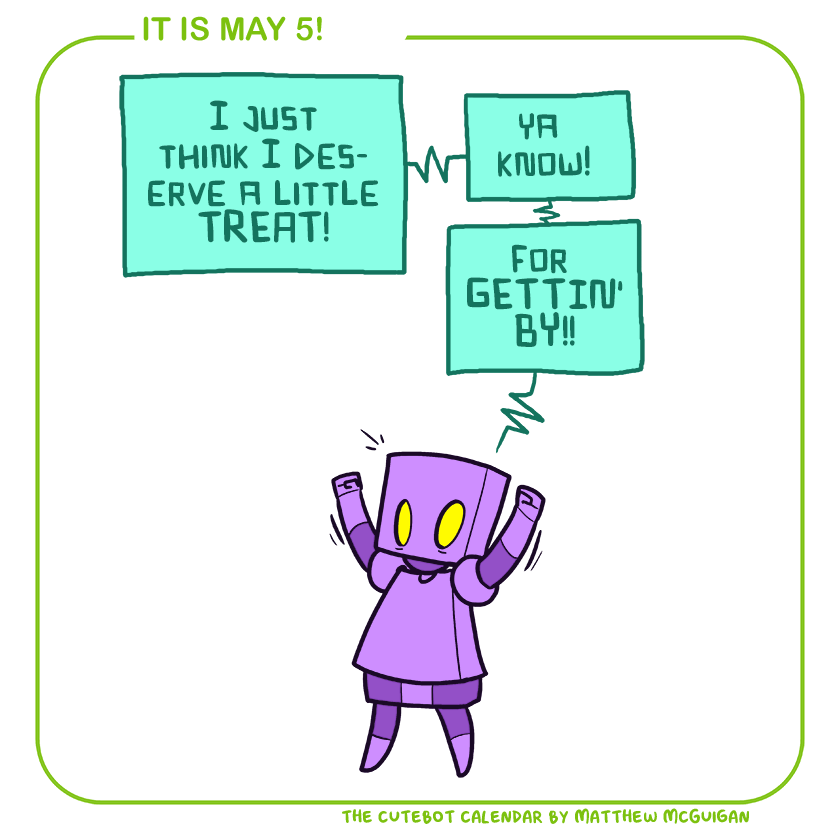 IT IS MAY 5!
I JUST
THINK I DES-
ERVE A LITTLE
TREAT!
YA
KNOW!
FOR
GETTIN'
BY!!
THE CUTEBOT CALENDAR BY MATTHEW MCGUIGAN